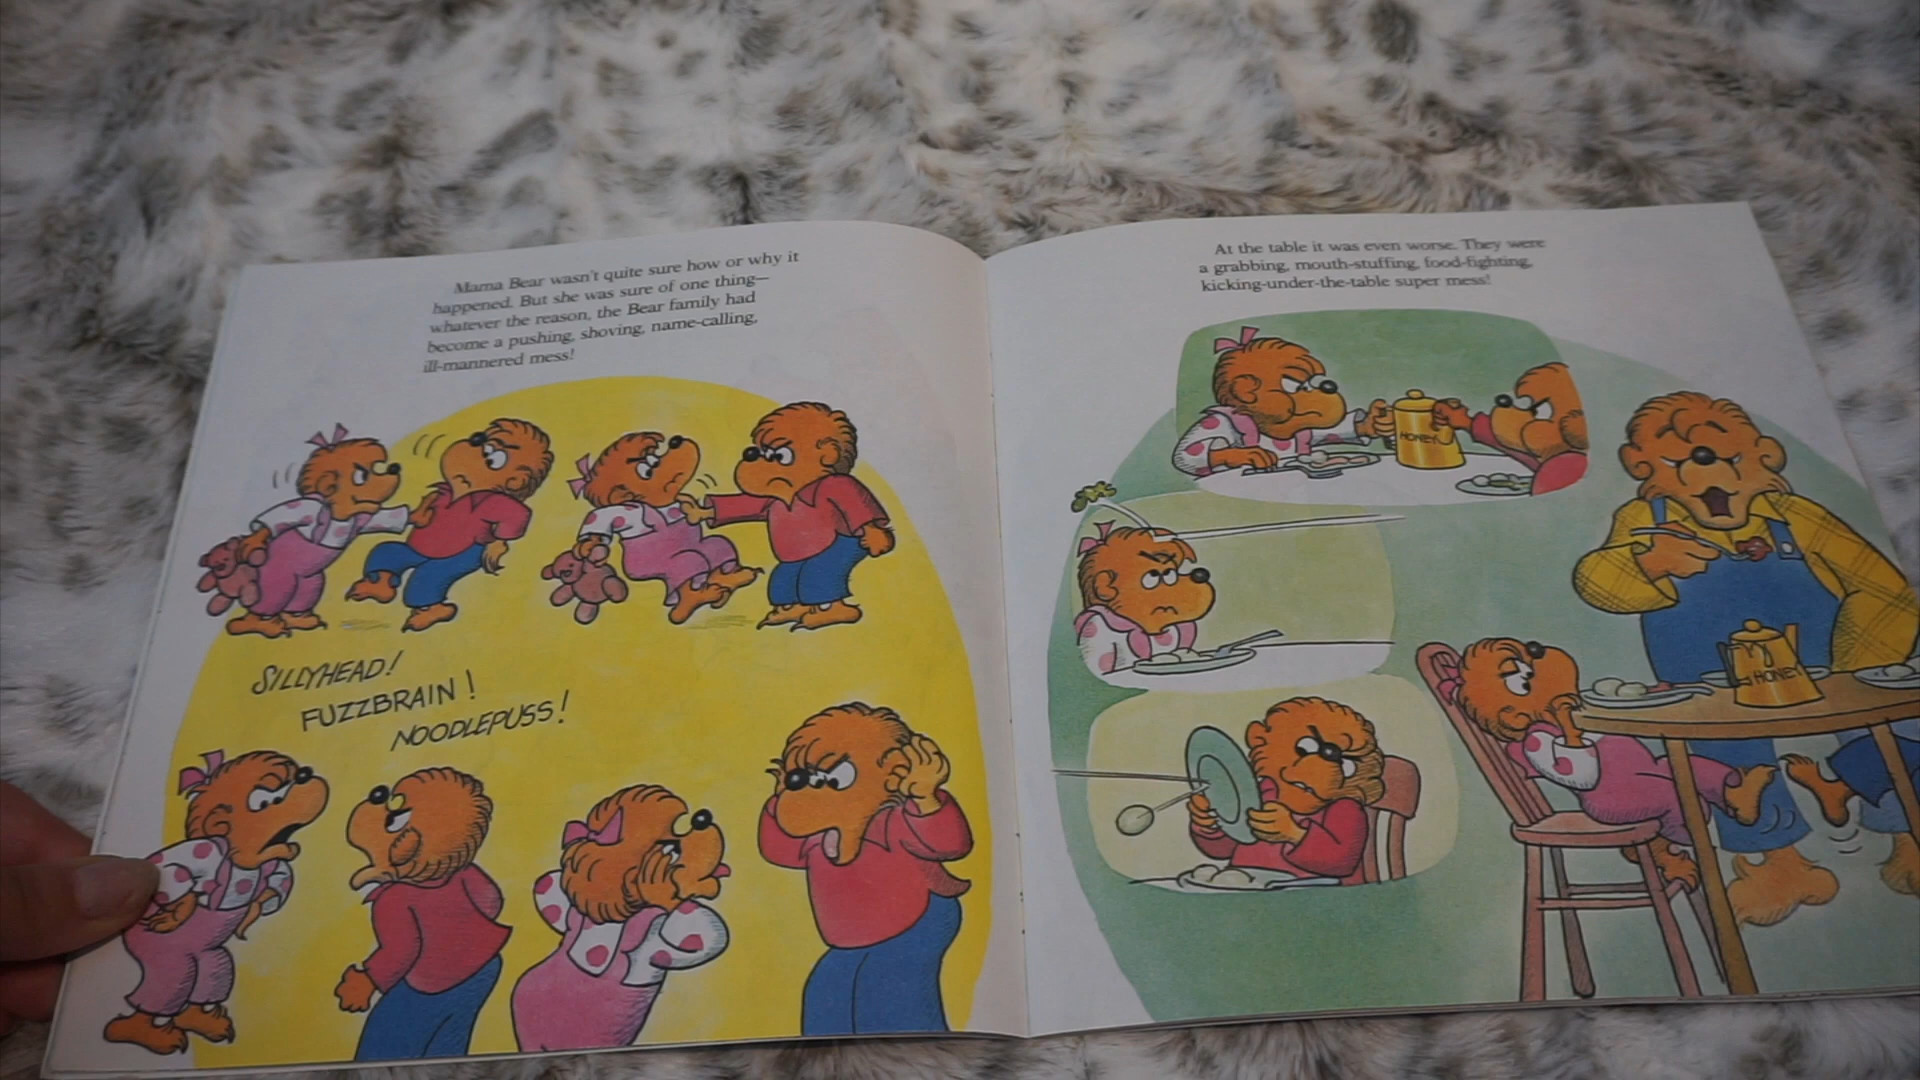 Mama Bear wasn't quite sure how or why it
happened. But she was sure of one thing—
whatever the reason, the Bear family had
become a pushing, shoving, name-calling,
ill-mannered mess!
SILLYHEAD!
FUZZBRAIN!
NOODLEPUSS!
At the table it was even worse. They were
a grabbing, mouth-stuffing, food-fighting,
kicking-under-the-table super mess!
HONEY
HONEY